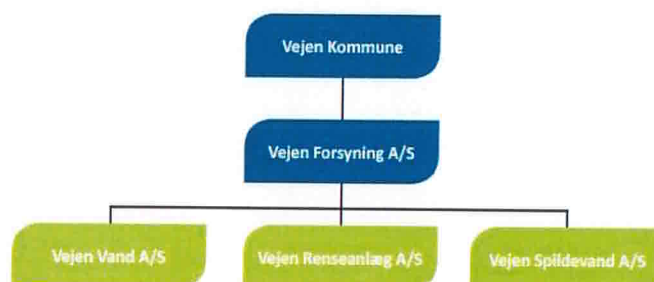 Vejen Kommune
Vejen Forsyning A/S
Vejen Vand A/S
Vejen Renseanlæg A/S
Vejen Spildevand A/S